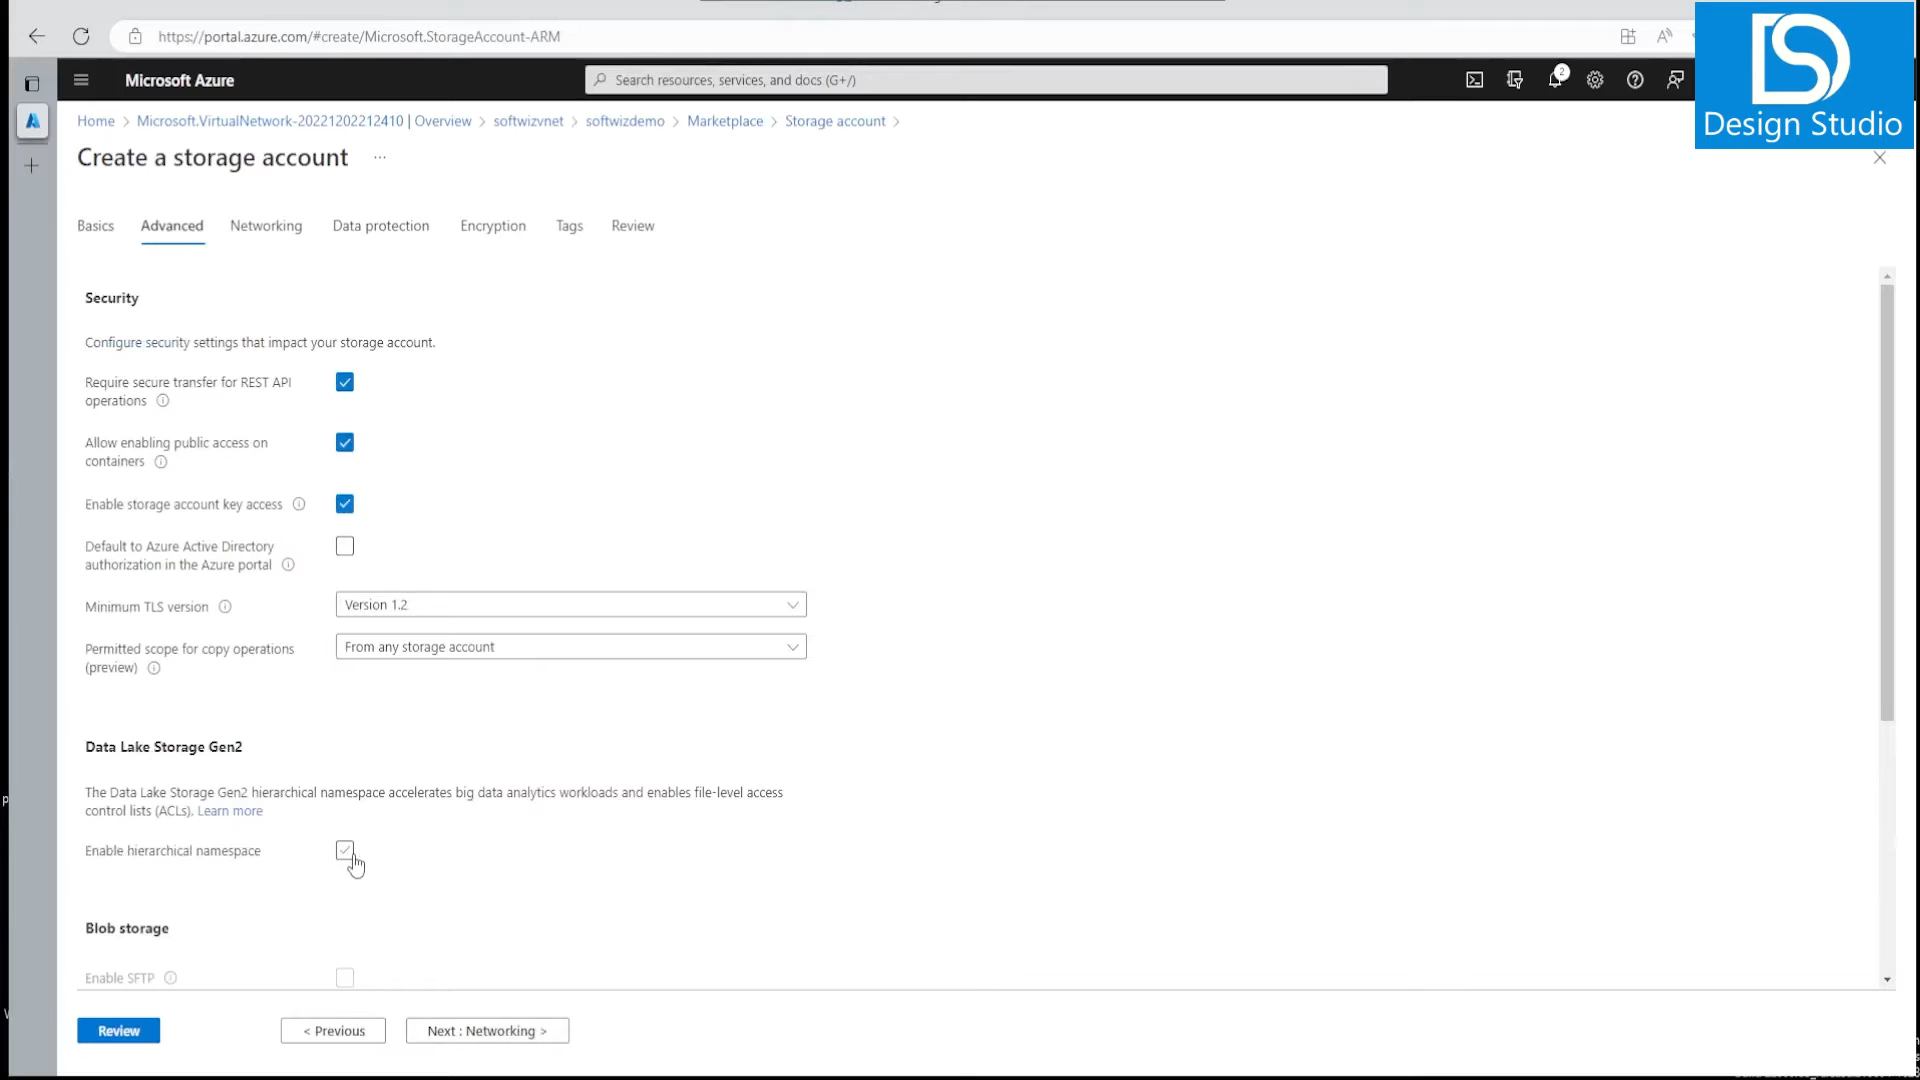 https://portal.azure.com/#create/Microsoft.StorageAccount-ARM
Microsoft Azure
Search resources, services, and docs (G+/)
2
Design Studio
Home > Microsoft.VirtualNetwork-20221202212410 | Overview > softwizvnet > softwizdemo > Marketplace > Storage account >
Create a storage account ...
Basics Advanced Networking Data protection Encryption Tags Review
Security
Configure security settings that impact your storage account.
Require secure transfer for REST API
operations
Allow enabling public access on
containers
Enable storage account key access
Default to Azure Active Directory
authorization in the Azure portal
Minimum TLS version
Version 1.2
Permitted scope for copy operations
(preview)
From any storage account
Data Lake Storage Gen2
The Data Lake Storage Gen2 hierarchical namespace accelerates big data analytics workloads and enables file-level access
control lists (ACLs). Learn more
Enable hierarchical namespace
Blob storage
Enable SFTP
Review
< Previous
Next : Networking >